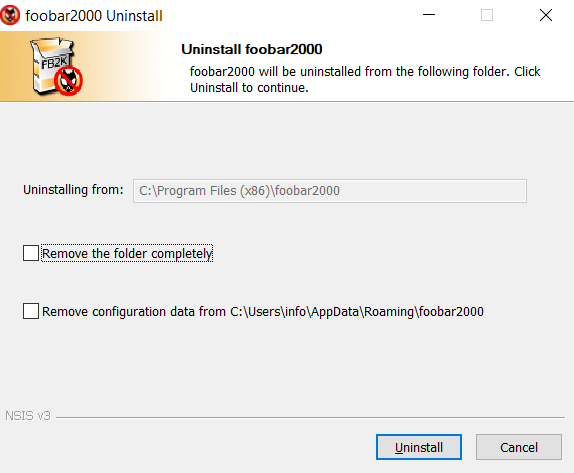 foobar2000 Uninstall
FB2K
Uninstall foobar2000
foobar2000 will be uninstalled from the following folder. Click
Uninstall to continue.
Uninstalling from: C:\Program Files (x86)\foobar2000
Remove the folder completely
Remove configuration data from C:\Users\info\AppData\Roaming\foobar2000
NSIS v3
Uninstall Cancel